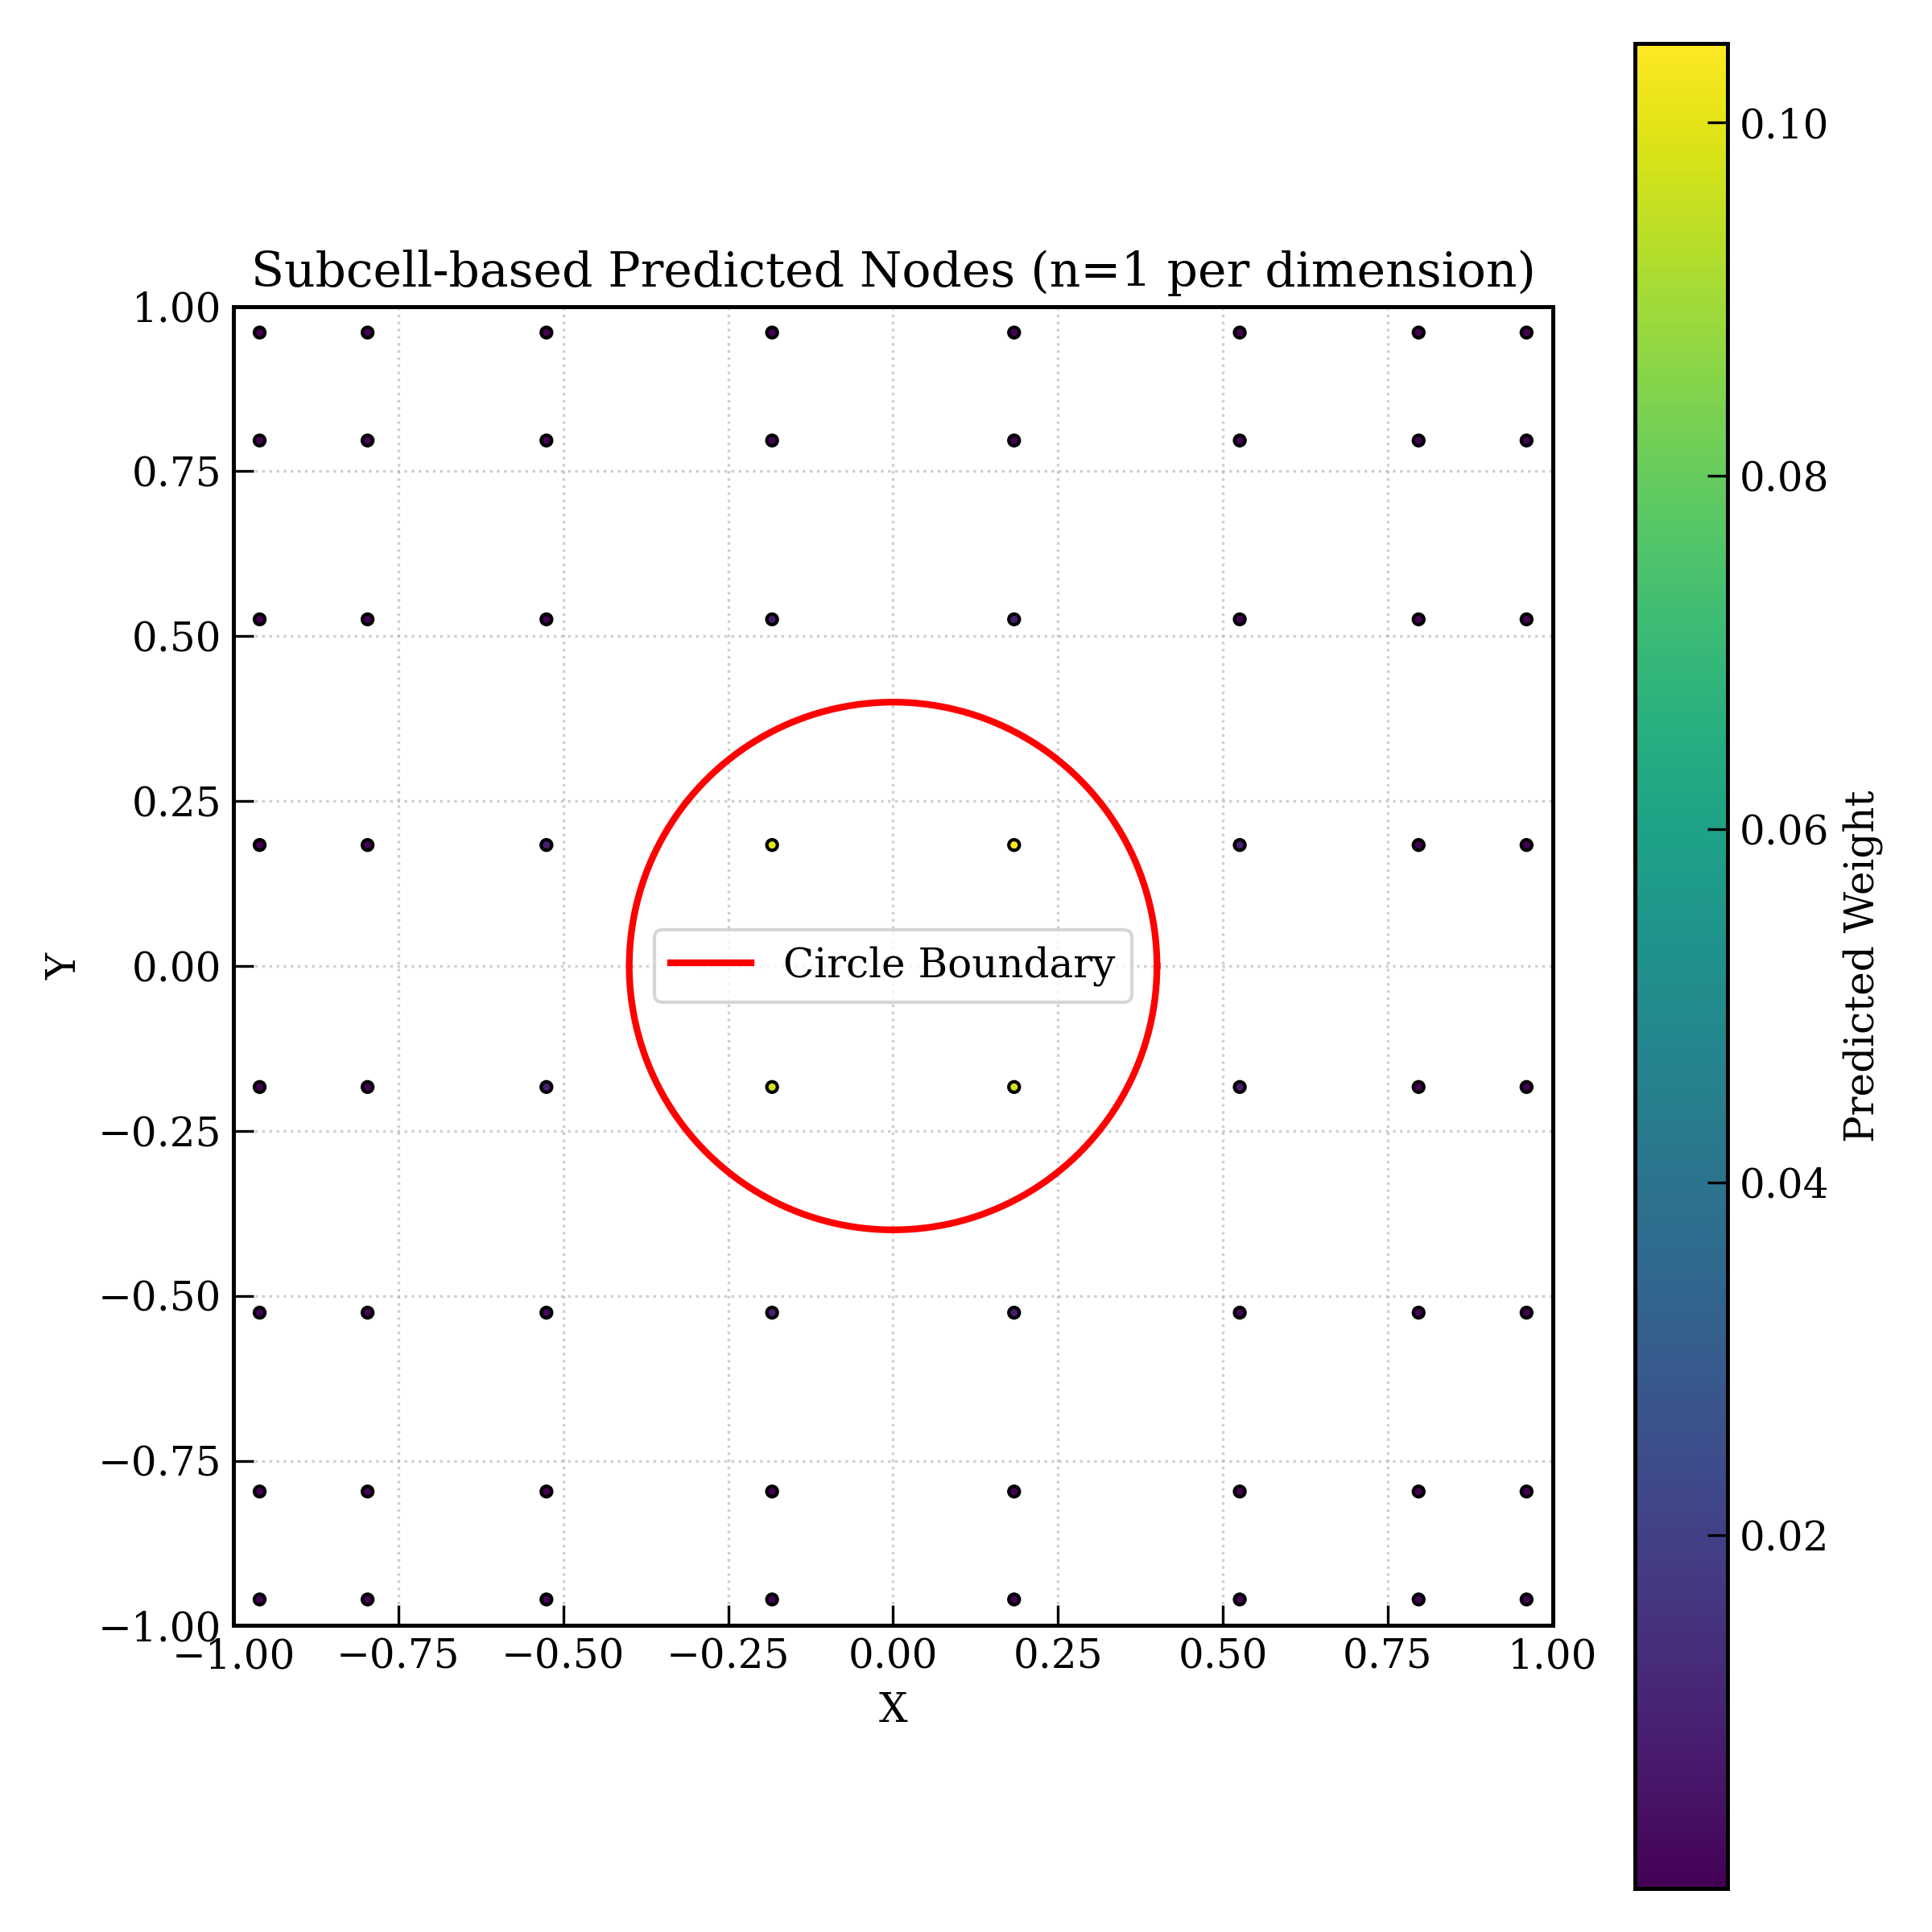 Subcell-based Predicted Nodes (n=1 per dimension)
1.00
0.75
0.50
0.25
0.00
−0.25
−0.50
−0.75
−1.00
Y
Circle Boundary
−1.00 −0.75 −0.50 −0.25 0.00 0.25 0.50 0.75 1.00
X
0.10
0.08
0.06
0.04
0.02
Predicted Weight